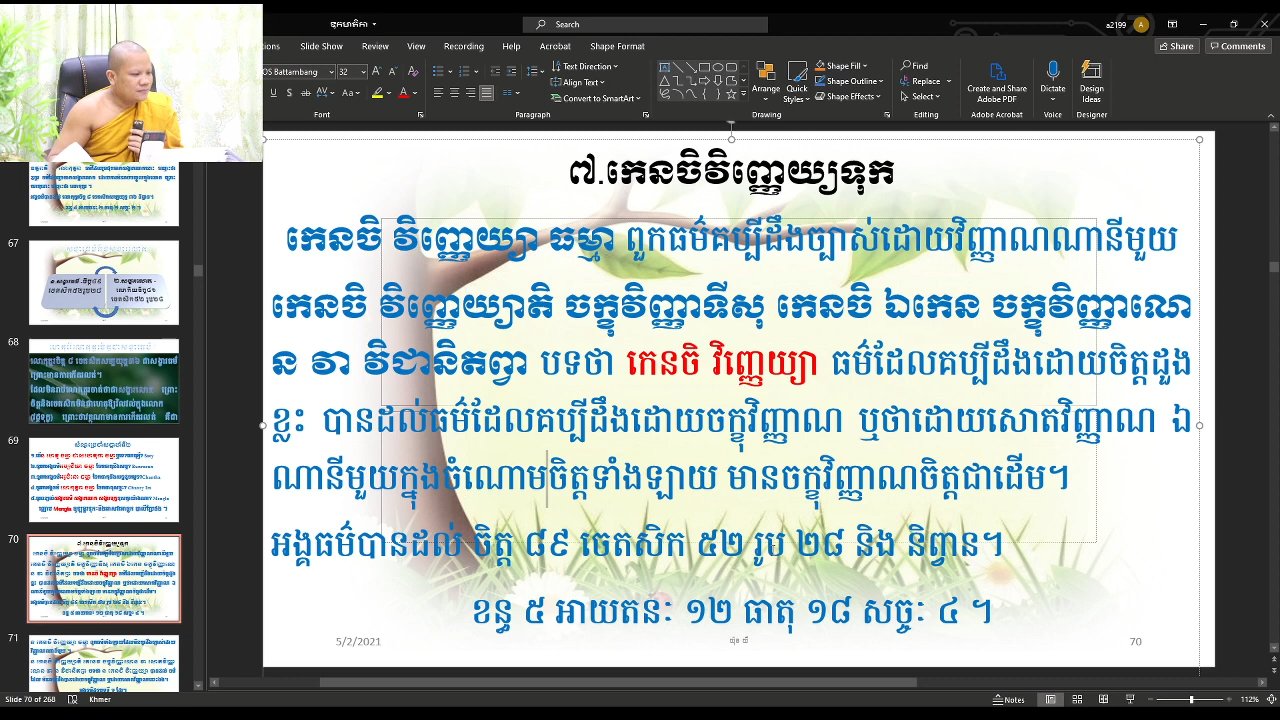 ទុកមាតិកា
Search
a2199
A
Slide Show Review View Recording Help Acrobat Shape Format
Share
Comments
OS Battambang 32
Text Direction
Align Text
Convert to SmartArt
Arrange
Quick Styles
Shape Fill
Shape Outline
Shape Effects
Find
Replace
Select
Create and Share Adobe PDF
Dictate
Design Ideas
Font
Paragraph
Drawing
Editing
Adobe Acrobat
Voice
Designer
៧.កេនចិវិញ្ញេយ្យទុក
កេនចិ វិញ្ញេយ្យា ធម្មា ពួកធម៌គប្បីដឹងច្បាស់ដោយវិញ្ញាណណានីមួយ
កេនចិ វិញ្ញេយ្យាតិ ចក្ខុវិញ្ញាទីសុ កេនចិ ឯកេន ចក្ខុវិញ្ញាណេ
ន វា វិជានិតព្វា បទថា កេនចិ វិញ្ញេយ្យា ធម៌ដែលគប្បីដឹងដោយចិត្តដួង
ខ្លះ បានដល់ធម៌ដែលគប្បីដឹងដោយចក្ខុវិញ្ញាណ ឬថាដោយសោតវិញ្ញាណ ឯ
ណានីមួយក្នុងចំណោមចិត្តទាំងឡាយ មានចក្ខុវិញ្ញាណចិត្តជាដើម។
អង្គធម៌បានដល់ ចិត្ត ៨៩ ចេតសិក ៥២ រូប ២៨ និង និព្វាន។
ខន្ធ ៥ អាយតនៈ ១២ ធាតុ ១៨ សច្ចៈ ៤ ។
5/2/2021
70
67
68
69
70
71
Slide 70 of 268
Khmer
Notes
112%